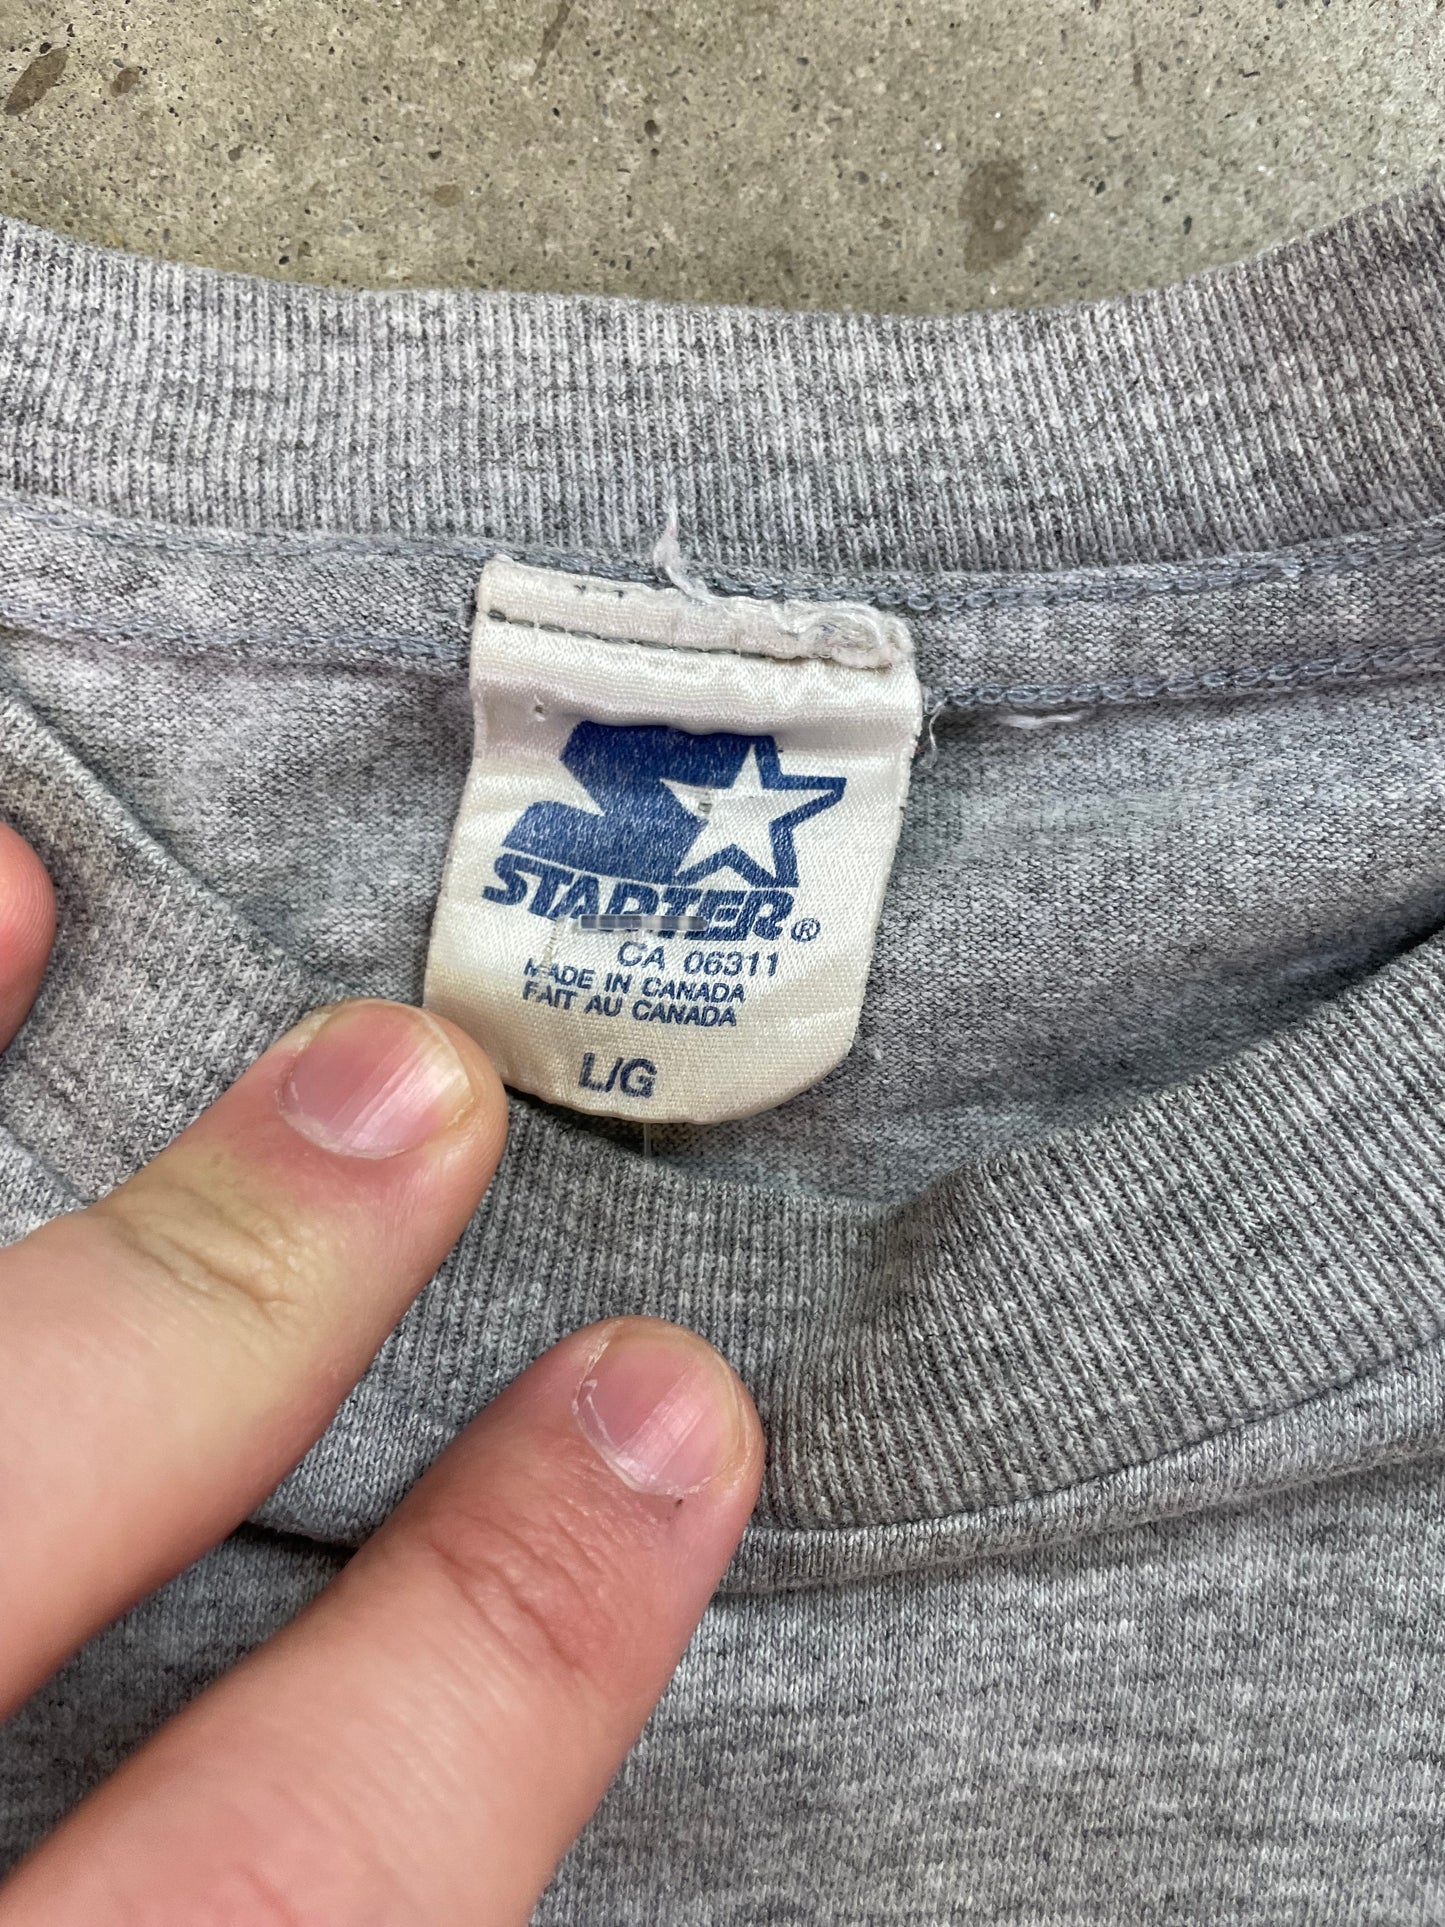 STARTER®
CA 06311
MADE IN CANADA
FAIT AU CANADA
L/G